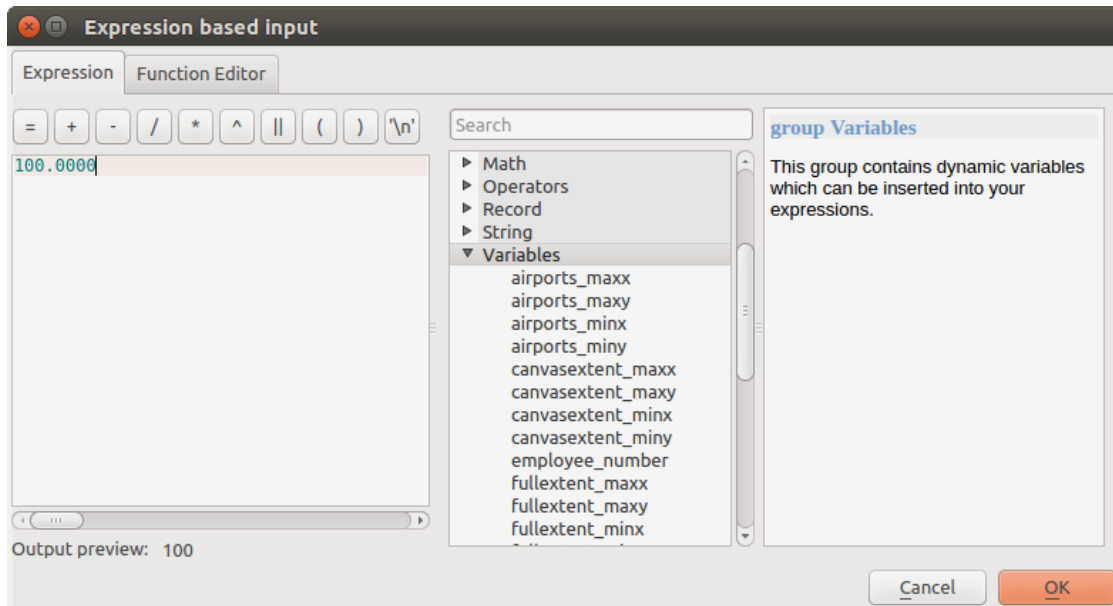 Expression based input
Expression Function Editor
= + - / * ^ || ( ) '\n'
100.0000
Output preview: 100
Search
Math
Operators
Record
String
Variables
airports_maxx
airports_maxy
airports_minx
airports_miny
canvasextent_maxx
canvasextent_maxy
canvasextent_minx
canvasextent_miny
employee_number
fullextent_maxx
fullextent_maxy
fullextent_minx
group Variables
This group contains dynamic variables
which can be inserted into your
expressions.
Cancel OK